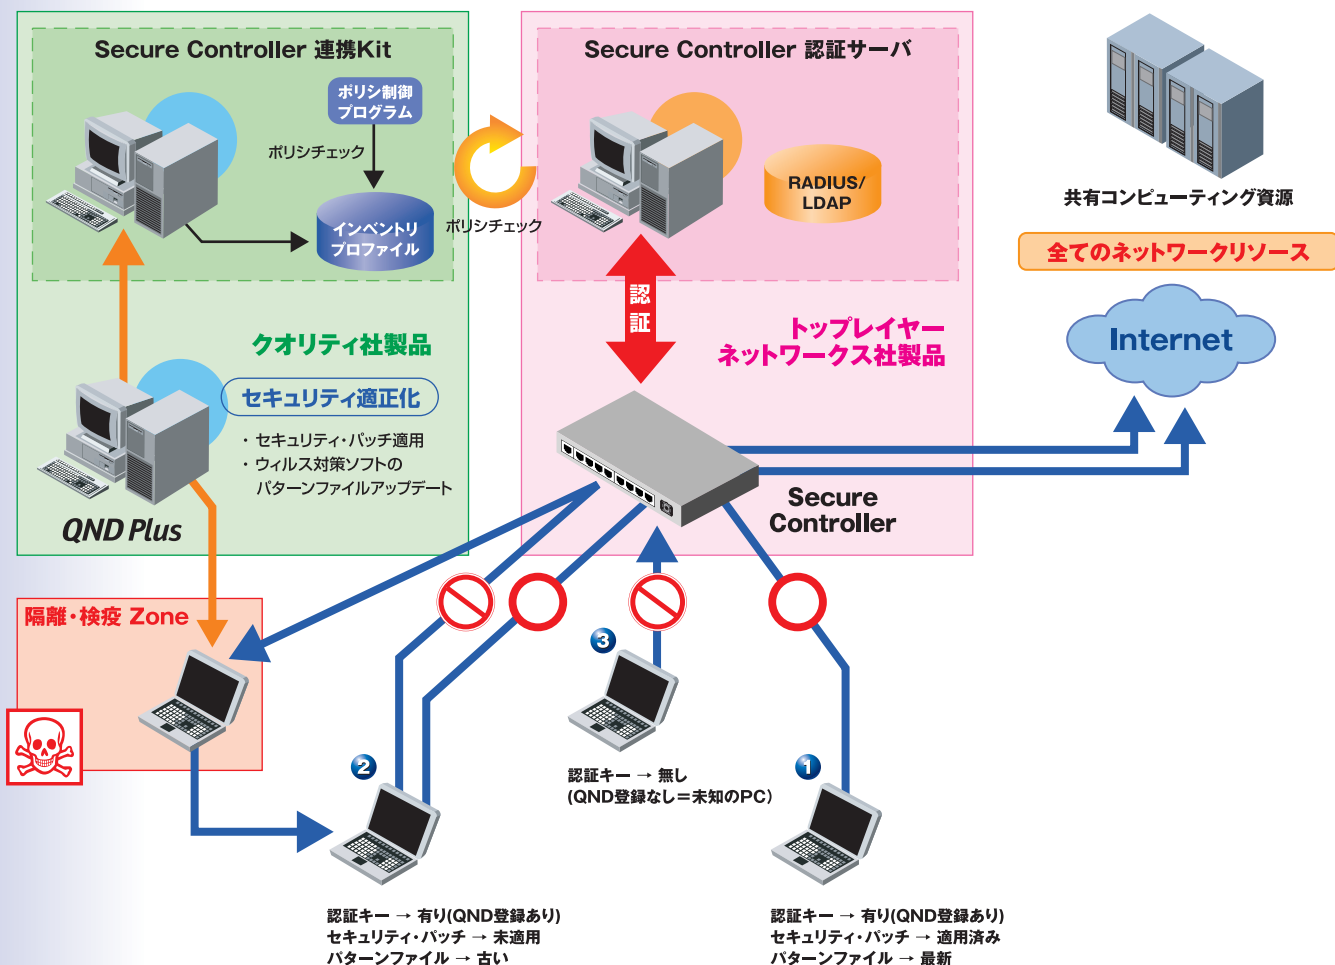 Secure Controller 連携Kit
ポリシ制御
プログラム
ポリシチェック
インベントリ
プロファイル
ポリシチェック
Secure Controller 認証サーバ
RADIUS/
LDAP
認
証
共有コンピューティング資源
全てのネットワークリソース
Internet
クオリティ社製品
セキュリティ適正化
・セキュリティ・パッチ適用
・ウィルス対策ソフトの
パターンファイルアップデート
QND Plus
トップレイヤー
ネットワークス社製品
Secure
Controller
隔離・検疫 Zone
3
認証キー → 無し
(QND登録なし=未知のPC)
2
認証キー → 有り(QND登録あり)
セキュリティ・パッチ → 未適用
パターンファイル → 古い
1
認証キー → 有り(QND登録あり)
セキュリティ・パッチ → 適用済み
パターンファイル → 最新